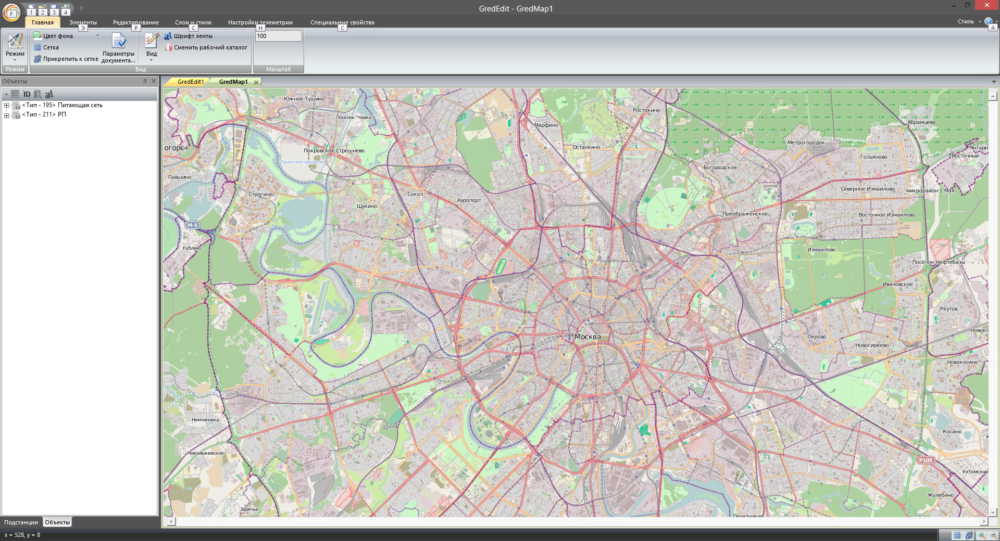 GredEdit - GredMap1
F
1 2 3 4
Главная Элементы Редактирование Слои и стили Настройки телеметрии Специальные свойства
Стиль
Э Р С Н С А
Режим
Цвет фона
Сетка
Прикрепить к сетке
Параметры
документа...
Вид
Шрифт ленты
Сменить рабочий каталог
100
Режим Вид Масштаб
Объекты
ID
<Тип - 195> Питающая сеть
<Тип - 211> РП
GredEdit1 GredMap1
Южное Тушино
Поселок "Чайка"
Ростокино
Марфино
Абрамцево
Метрогородок
Останкино
огорск
Покровское-Стрешнево
Тушинский аэродром
Янтарн
Восточный
Гольяново
Богородское
Павшино
Северное Измайлово
микрорайон 1 Мая
Строгино
Сокол
Аэропорт
Щукино
Преображенское
Восточное Измайлово
М-9
Рублёво
Измайлово
Посёлок Нефтебазы
Ивановское
Реутов
Новоко
Москва
Перово
Новогиреево
Новокосино
Немчиновка
Косино
К
Новоивановское
Р105
Ухтомский
Жулебино
Заречье
Печатники
NR
Подстанции Объекты
x = 528, y = 8